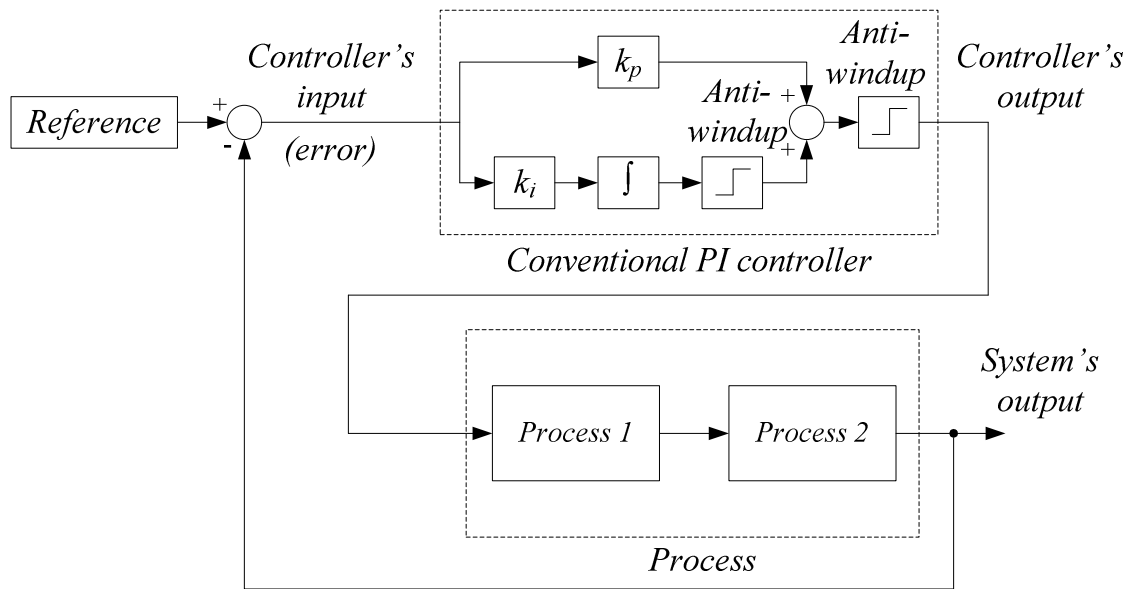 Controller's
input
(error)
Reference
+
-
k_p
Anti-
windup
+
+
Anti-
windup
k_i
∫
Controller's
output
Conventional PI controller
Process 1
Process 2
System's
output
Process